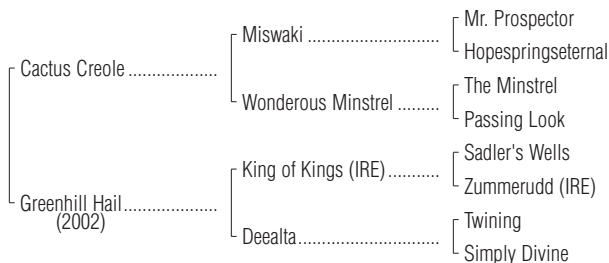 Mr. Prospector
Miswaki ............................
Hopespringseternal
Cactus Creole ...................
The Minstrel
Wonderous Minstrel .........
Passing Look
Sadler's Wells
King of Kings (IRE)...........
Zummerudd (IRE)
Greenhill Hail....................
(2002)
Twining
Deealta..............................
Simply Divine